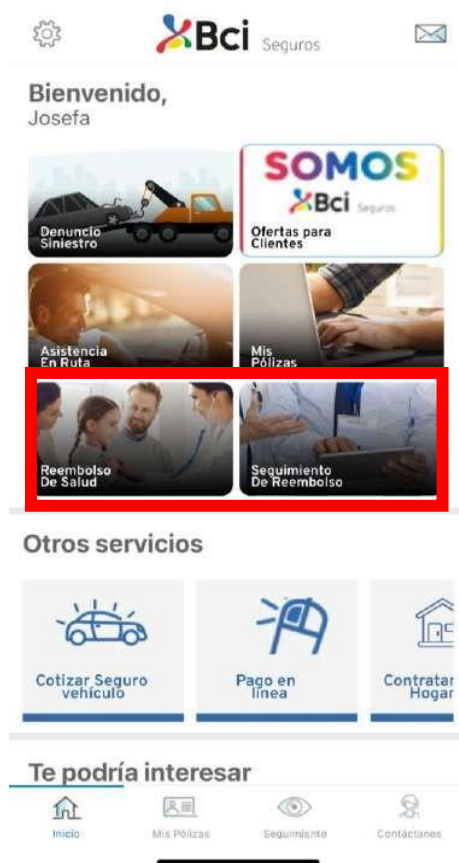 Bci Seguros
Bienvenido,
Josefa
Denuncio
Siniestro
SOMOS
Bci Seguros
Ofertas para
Clientes
Asistencia
En Ruta
Mis
Pólizas
Reembolso
De Salud
Seguimiento
De Reembolso
Otros servicios
Cotizar Seguro
vehículo
Pago en
línea
Contratar
Hogar
Te podría interesar
Inicio
Mis Pólizas
Seguimiento
Contáctanos